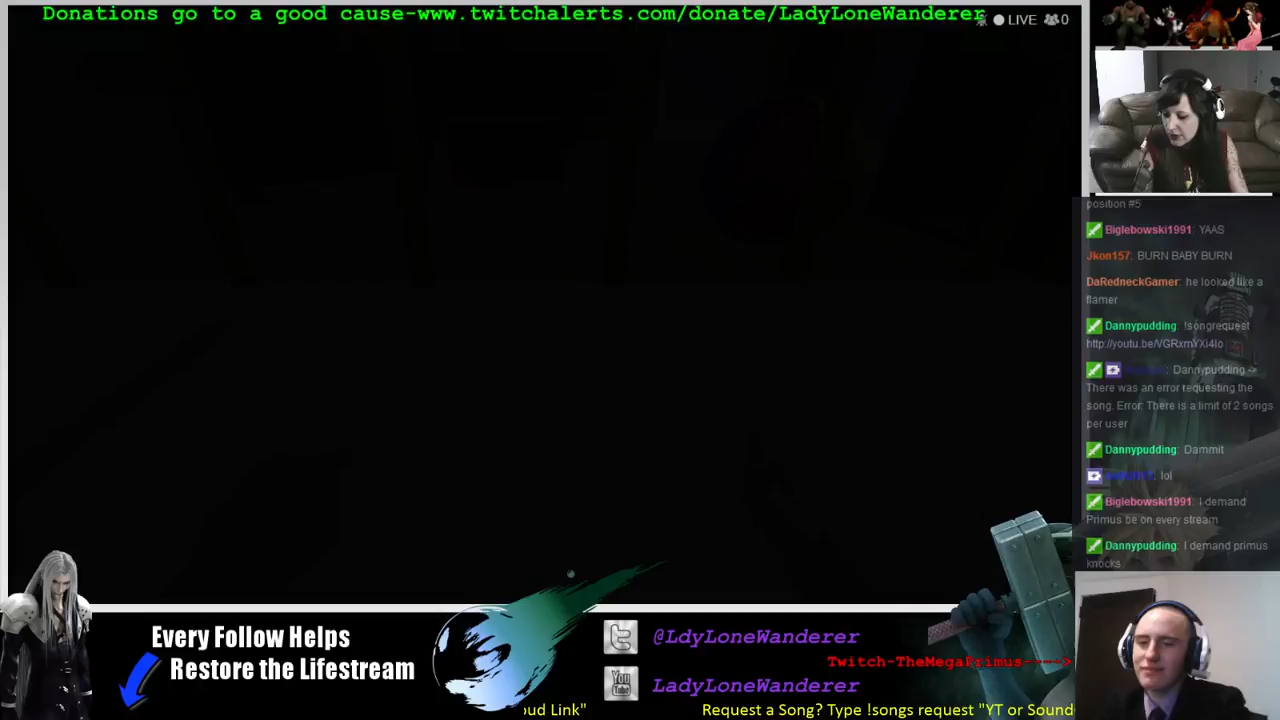 Donations go to a good cause-www.twitchalerts.com/donate/LadyLoneWanderer
LIVE 0
position #5
Biglebowski1991: YAAS
Jkon157: BURN BABY BURN
DaRedneckGamer: he looked like a
flamer
Dannypudding: !songrequest
http://youtu.be/VGRxmYXi4Io
: Dannypudding ->
There was an error requesting the
song. Error: There is a limit of 2 songs
per user
Dannypudding: Dammit
: lol
Biglebowski1991: I demand
Primus be on every stream
Dannypudding: I demand primus
knocks
Every Follow Helps
Restore the Lifestream
@LdyLoneWanderer
Twitch-TheMegaPrimus---->
You
Tube
LadyLoneWanderer
oud Link" Request a Song? Type !songs request "YT or Sound